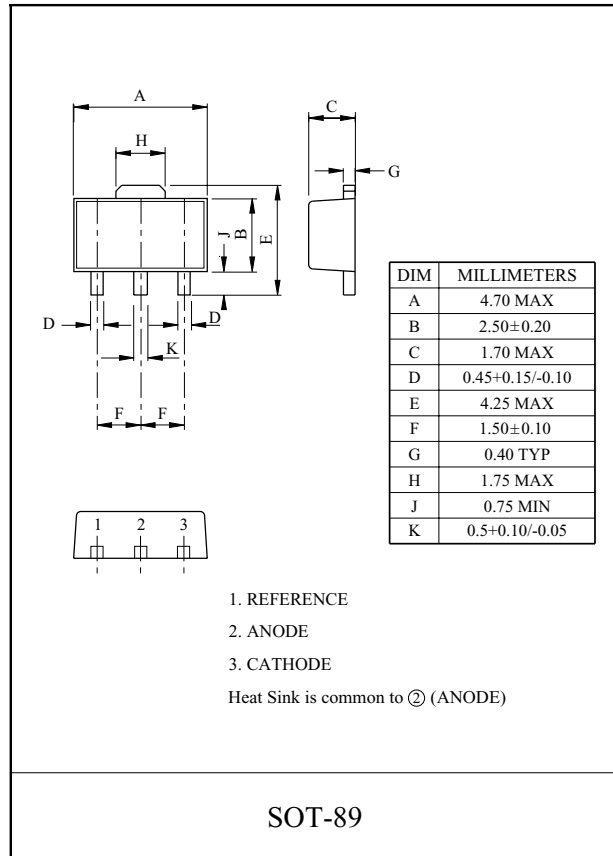 A
H
C
G
J
B
E
D
D
K
F
F
DIM MILLIMETERS
A 4.70 MAX
B 2.50±0.20
C 1.70 MAX
D 0.45+0.15/-0.10
E 4.25 MAX
F 1.50±0.10
G 0.40 TYP
H 1.75 MAX
J 0.75 MIN
K 0.5+0.10/-0.05
1 2 3
1. REFERENCE
2. ANODE
3. CATHODE
Heat Sink is common to ② (ANODE)
SOT-89